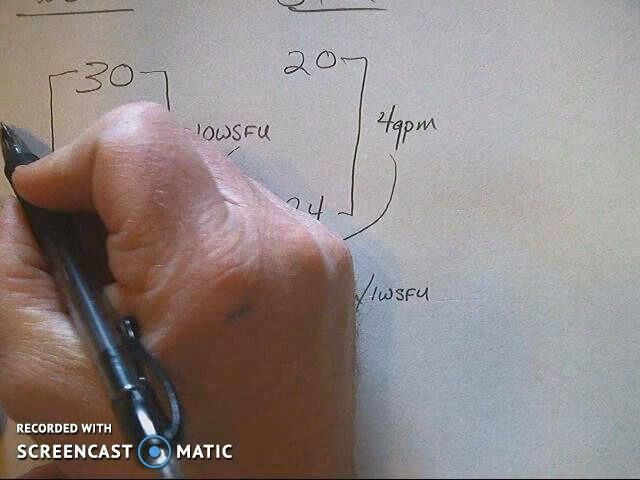 30
20
10WSFU
4gpm
24
/1WSFU
RECORDED WITH
SCREENCAST MATIC